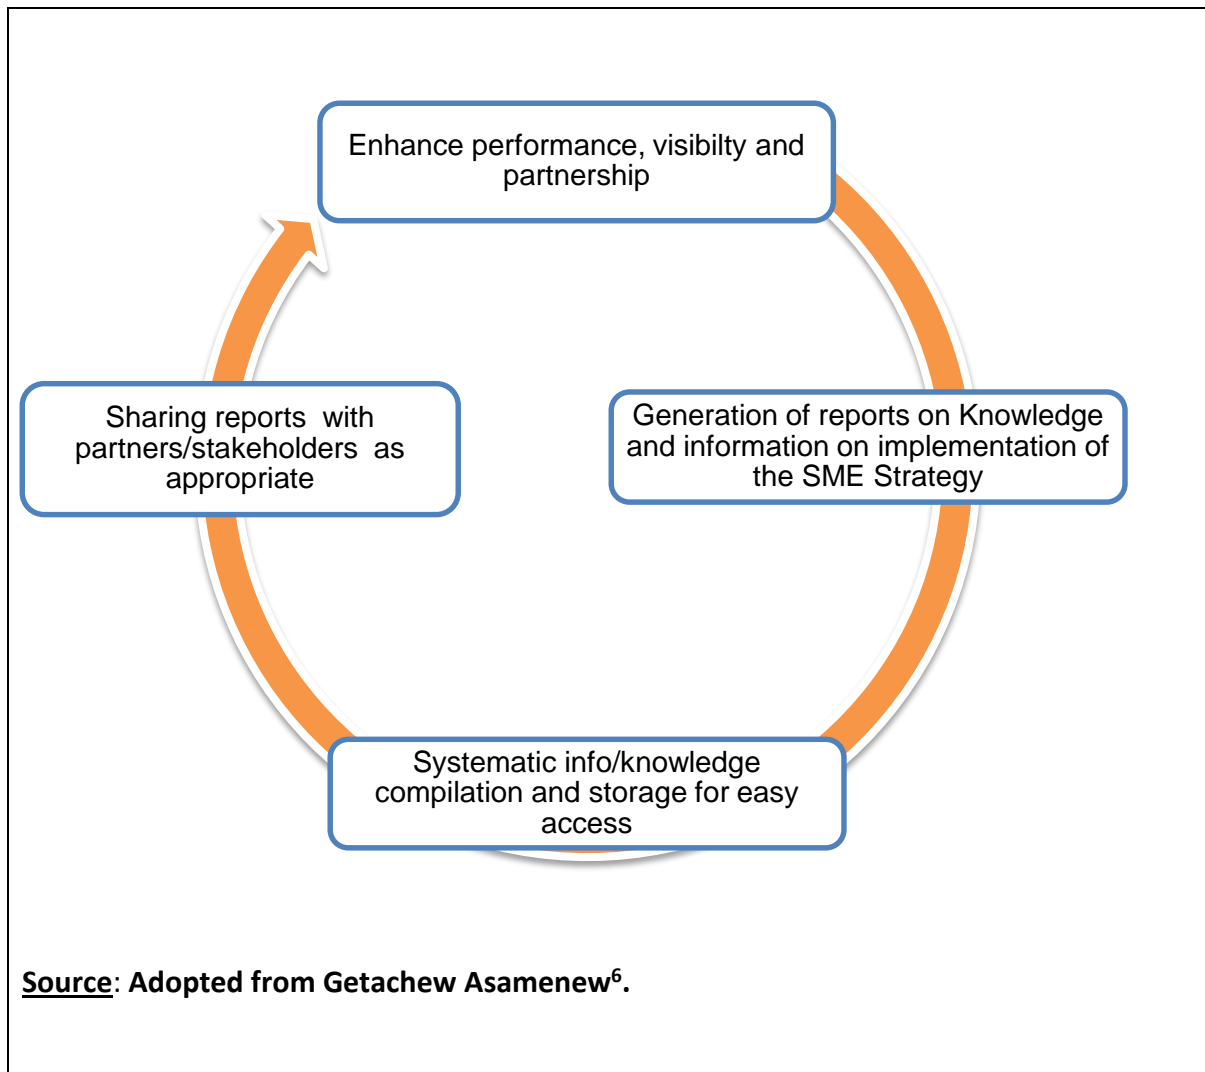 Enhance performance, visibilty and
partnership
Generation of reports on Knowledge
and information on implementation of
the SME Strategy
Systematic info/knowledge
compilation and storage for easy
access
Sharing reports  with
partners/stakeholders  as
appropriate
Source: Adopted from Getachew Asamenew⁶.